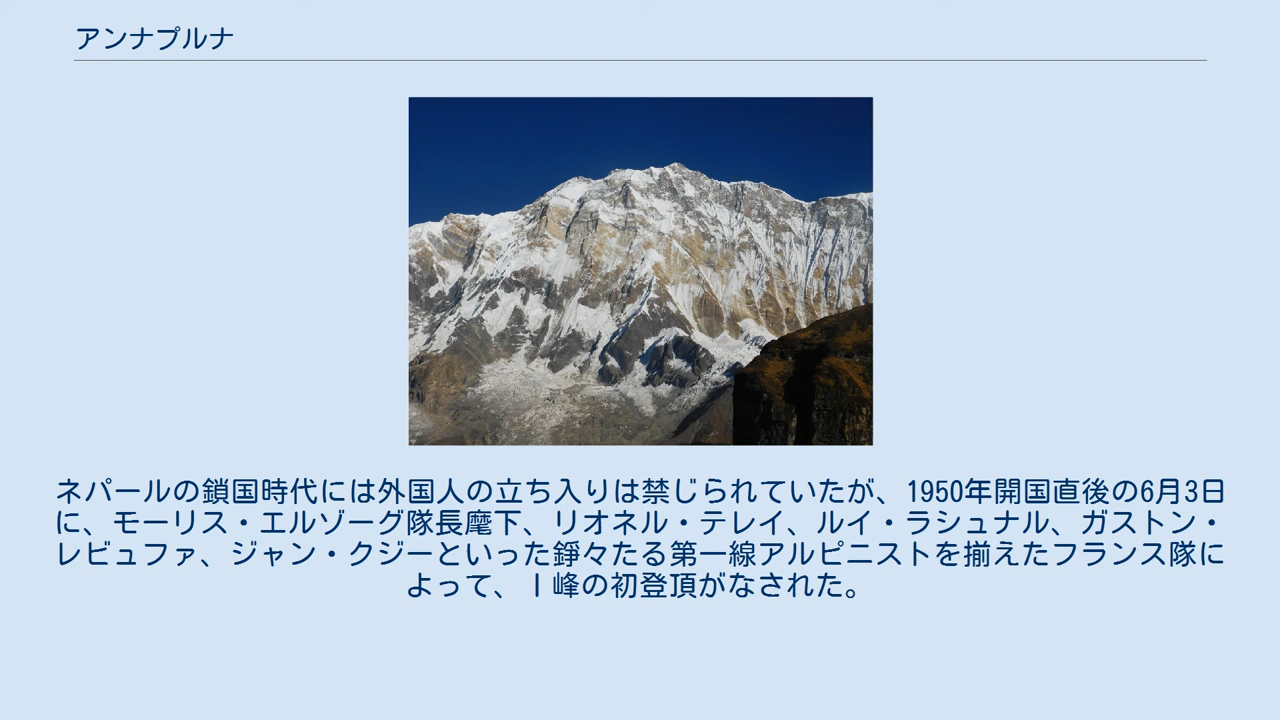 アンナプルナ
ネパールの鎖国時代には外国人の立ち入りは禁じられていたが、1950年開国直後の6月3日
に、モーリス・エルゾーグ隊長麾下、リオネル・テレイ、ルイ・ラシュナル、ガストン・
レビュファ、ジャン・クジーといった錚々たる第一線アルピニストを揃えたフランス隊に
よって、Ⅰ峰の初登頂がなされた。